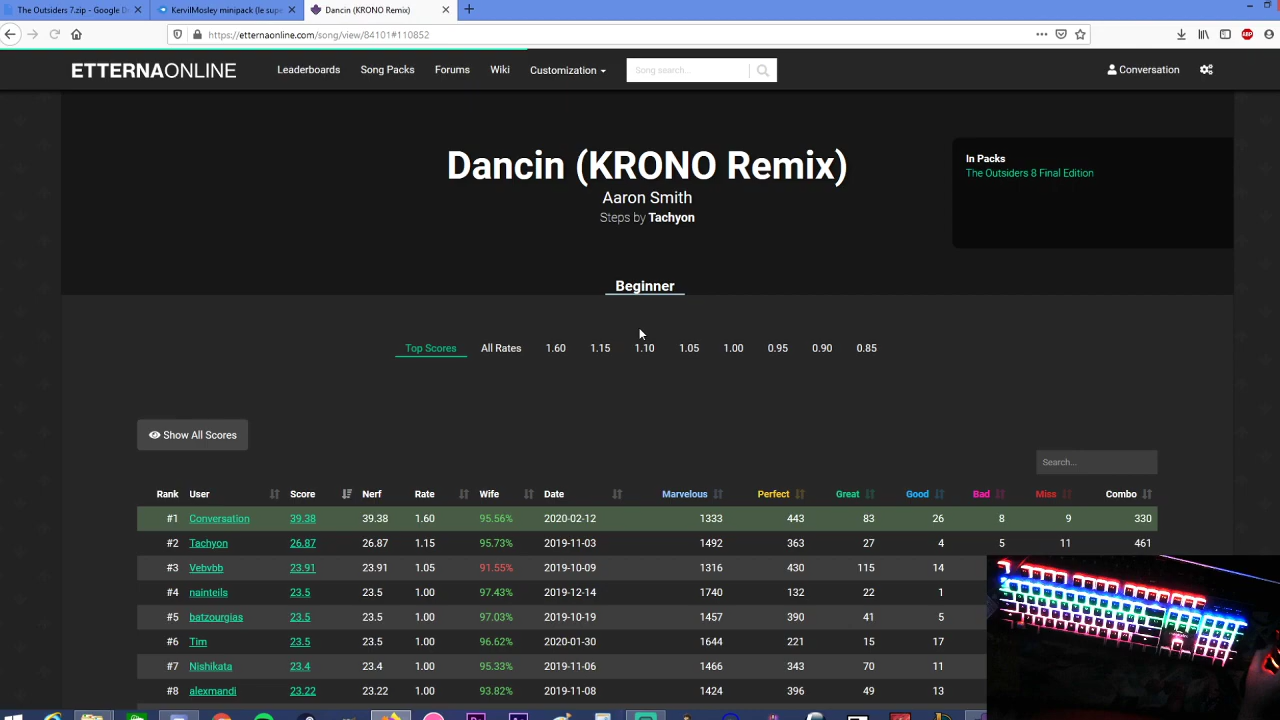 The Outsiders 7.zip - Google D
KervilMosley minipack (le supe
Dancin (KRONO Remix)
https://etternaonline.com/song/view/84101#110852
ETTERNAONLINE
Leaderboards
Song Packs
Forums
Wiki
Customization
Song search...
Conversation
Dancin (KRONO Remix)
Aaron Smith
Steps by Tachyon
In Packs
The Outsiders 8 Final Edition
Beginner
Top Scores All Rates 1.60 1.15 1.10 1.05 1.00 0.95 0.90 0.85
Show All Scores
Search...
Rank User Score Nerf Rate Wife Date Marvelous Perfect Great Good Bad Miss Combo
#1 Conversation 39.38 39.38 1.60 95.56% 2020-02-12 1333 443 83 26 8 9 330
#2 Tachyon 26.87 26.87 1.15 95.73% 2019-11-03 1492 363 27 4 5 11 461
#3 Vebvbb 23.91 23.91 1.05 91.55% 2019-10-09 1316 430 115 14
#4 nainteils 23.5 23.5 1.00 97.43% 2019-12-14 1740 132 22 1
#5 batzourgias 23.5 23.5 1.00 97.03% 2019-10-19 1629 390 41 5
#6 Tim 23.5 23.5 1.00 96.62% 2020-01-30 1644 221 15 17
#7 Nishikata 23.4 23.4 1.00 95.33% 2019-11-06 1466 343 70 11
#8 alexmandi 23.22 23.22 1.00 93.82% 2019-11-08 1424 396 49 13